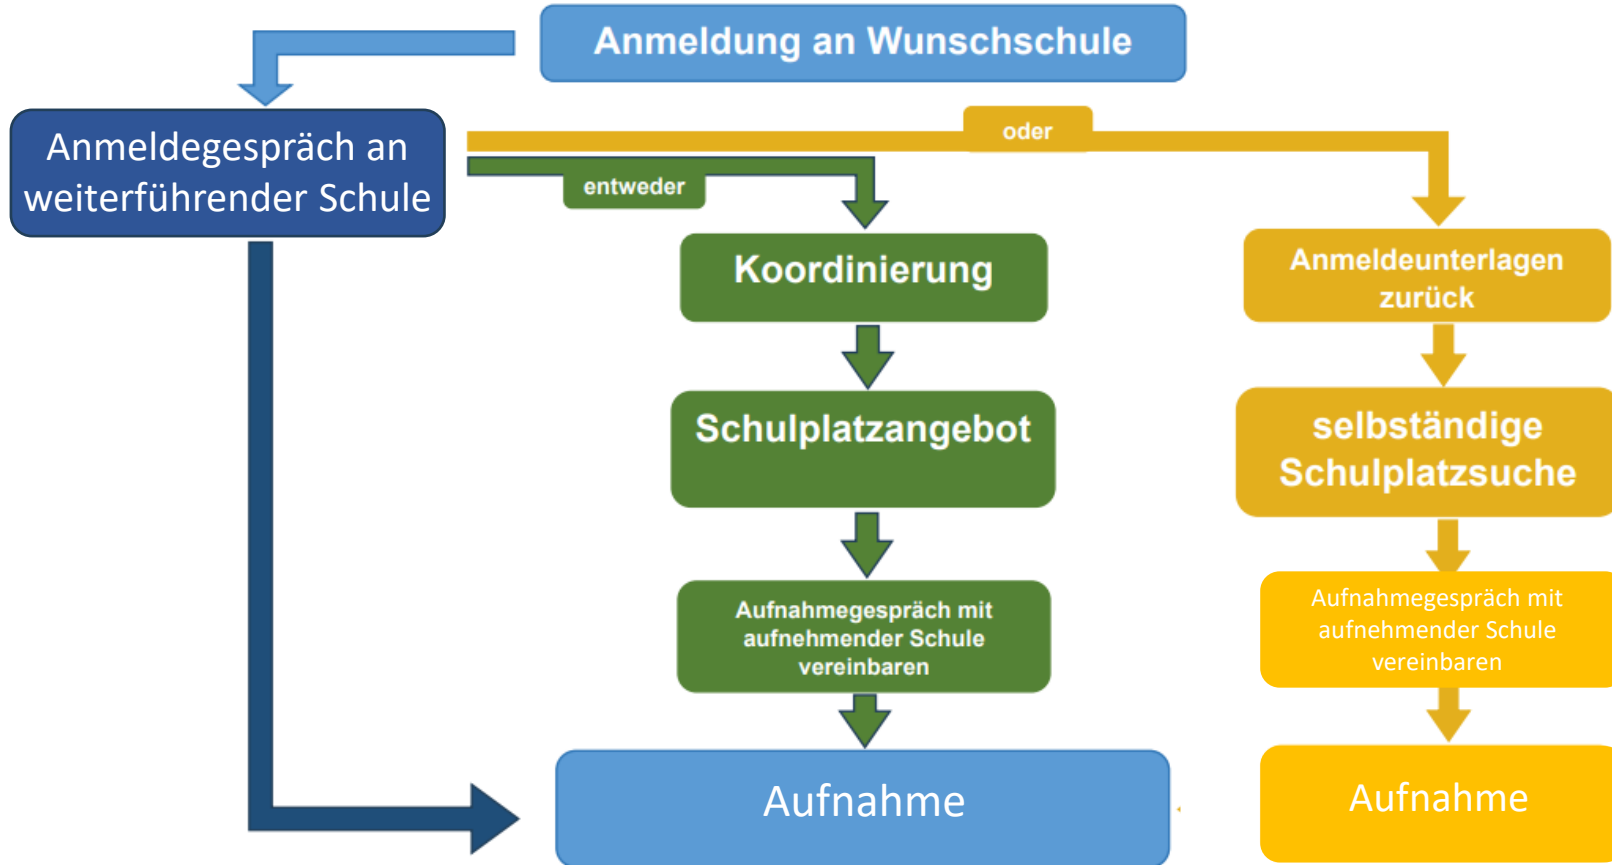 Anmeldung an Wunschschule
Anmeldegespräch an
weiterführender Schule
oder
entweder
Koordinierung
Anmeldeunterlagen
zurück
Schulplatzangebot
selbständige
Schulplatzsuche
Aufnahmegespräch mit
aufnehmender Schule
vereinbaren
Aufnahmegespräch mit
aufnehmender Schule
vereinbaren
Aufnahme
Aufnahme